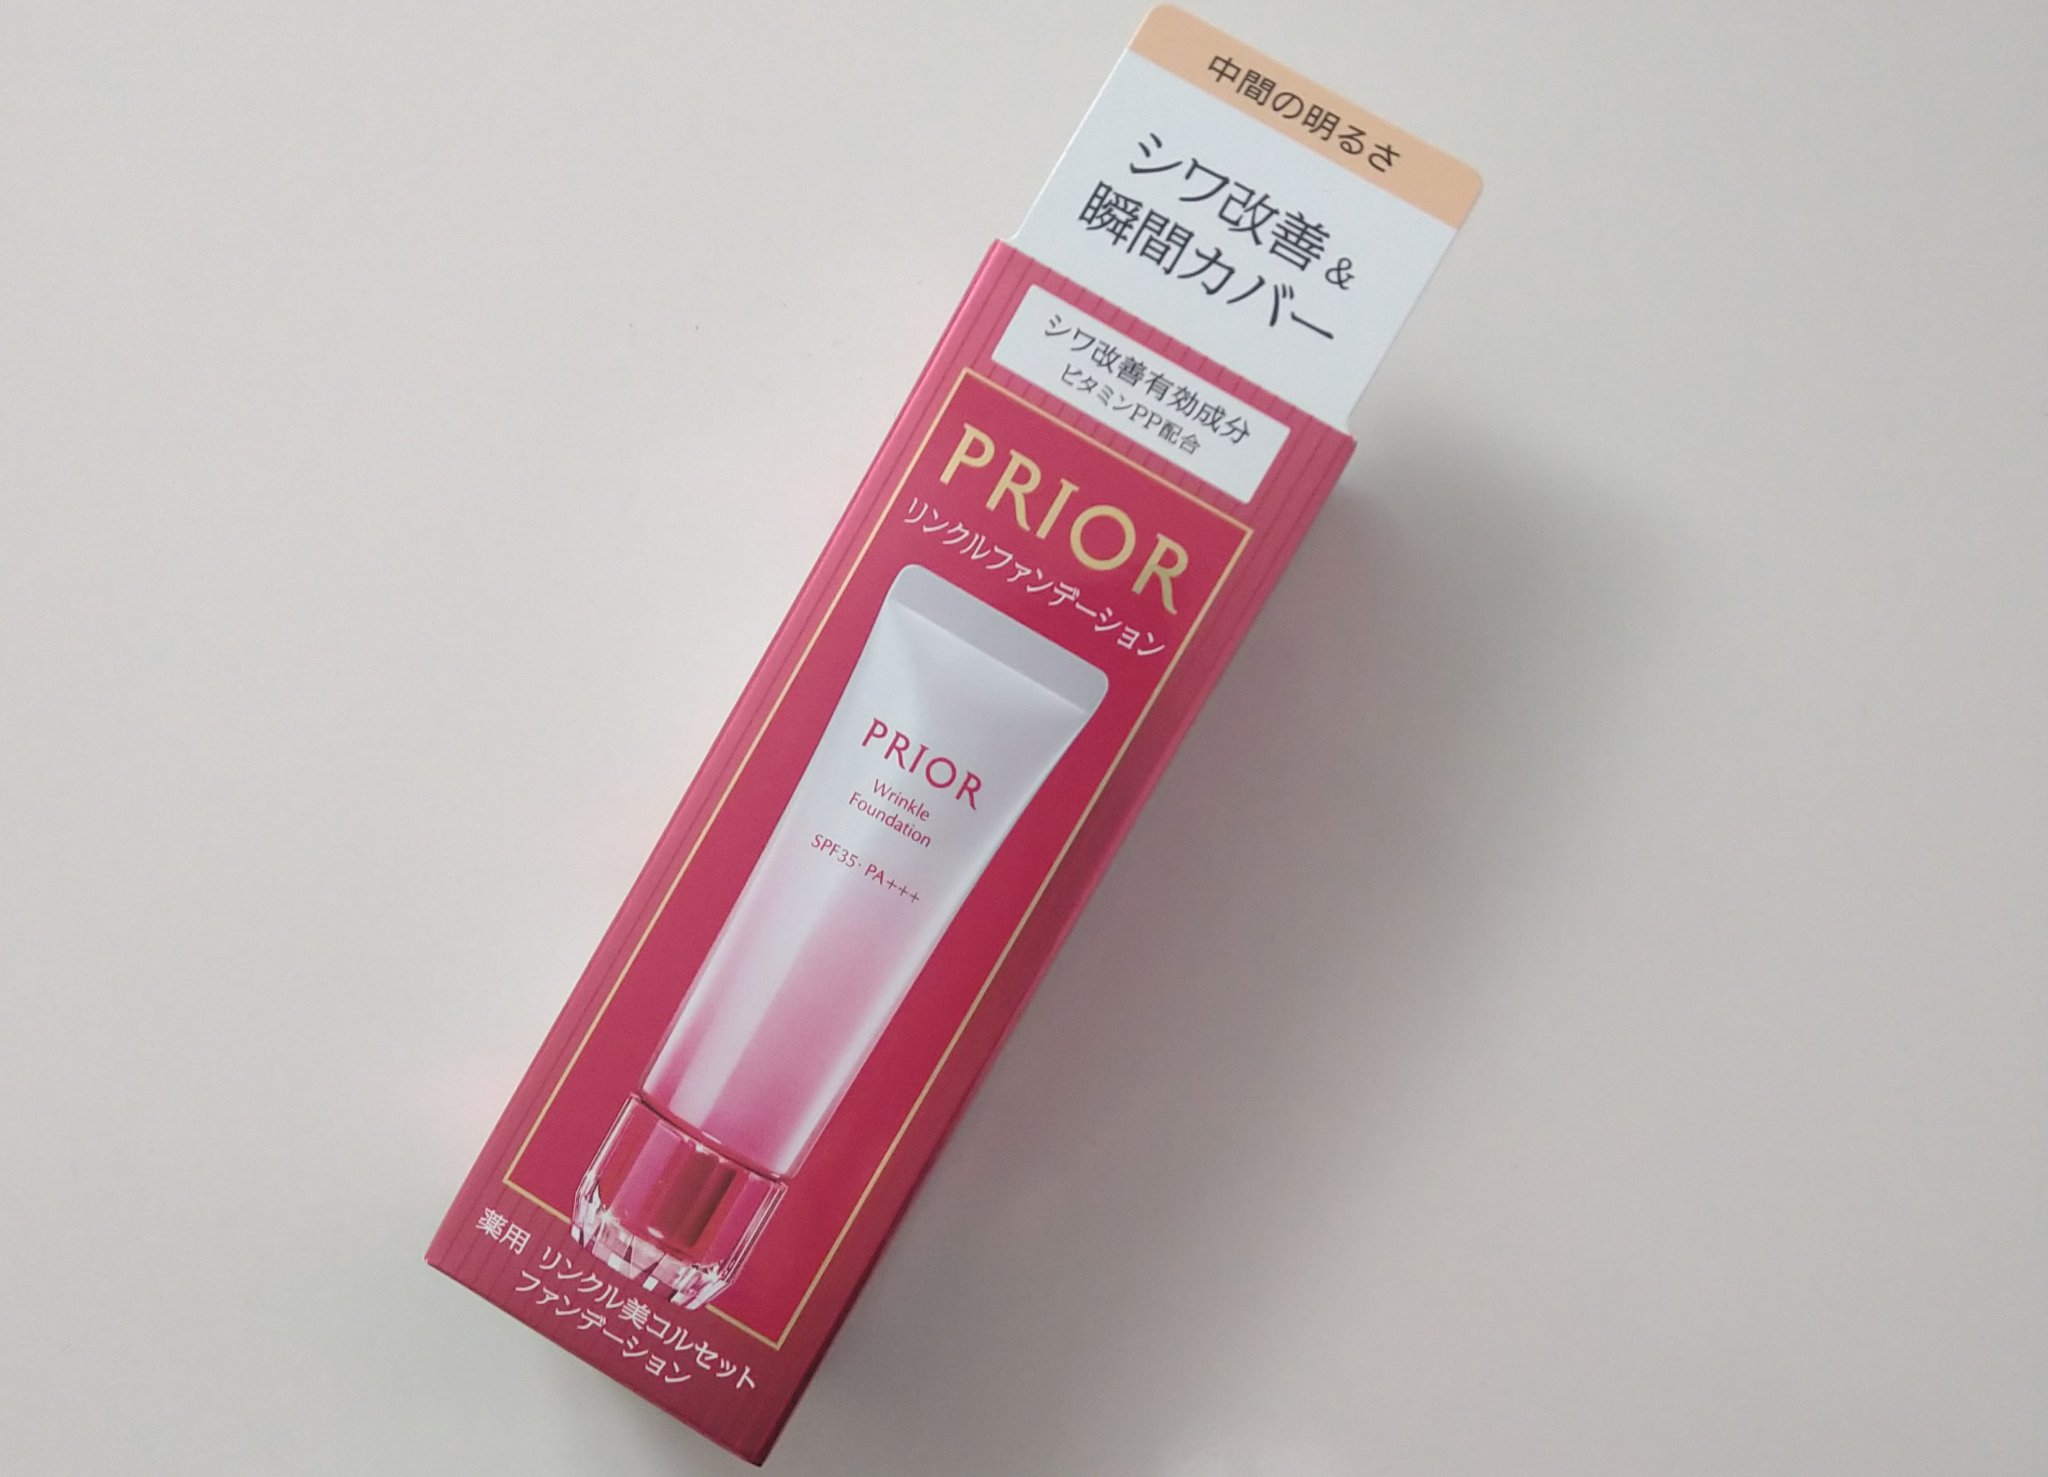 中間の明るさ
シワ改善&
瞬間カバー
シワ改善有効成分
ビタミンPP配合
PRIOR
リンクルファンデーション
PRIOR
Wrinkle
Foundation
SPF35・PA+++
薬用 リンクル美コルセット
ファンデーション